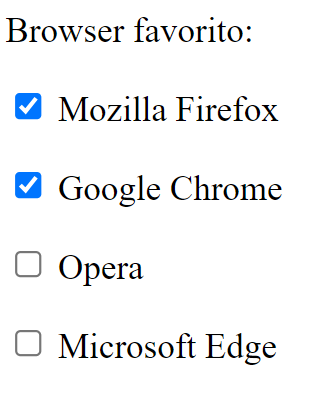 Browser favorito:
Mozilla Firefox
Google Chrome
Opera
Microsoft Edge